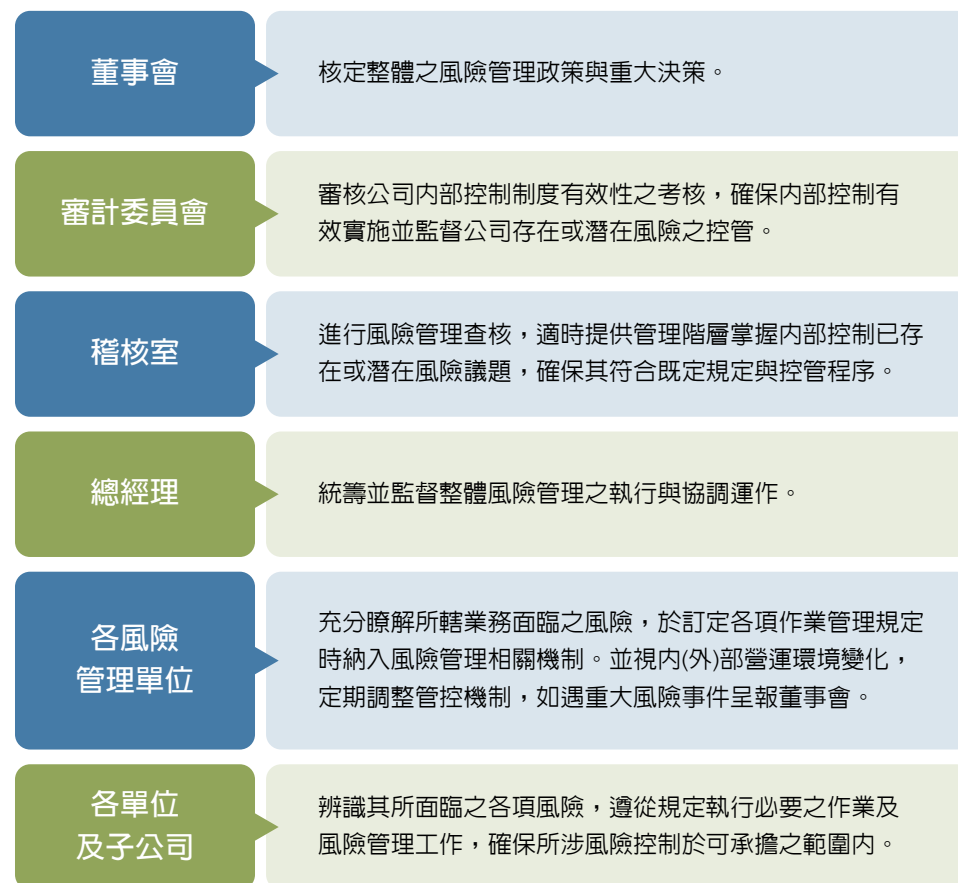 董事會
核定整體之風險管理政策與重大決策。
審計委員會
審核公司內部控制制度有效性之考核，確保內部控制有
效實施並監督公司存在或潛在風險之控管。
稽核室
進行風險管理查核，適時提供管理階層掌握內部控制已存
在或潛在風險議題，確保其符合既定規定與控管程序。
總經理
統籌並監督整體風險管理之執行與協調運作。
各風險
管理單位
充分瞭解所轄業務面臨之風險，於訂定各項作業管理規定
時納入風險管理相關機制。並視內(外)部營運環境變化，
定期調整管控機制，如遇重大風險事件呈報董事會。
各單位
及子公司
辨識其所面臨之各項風險，遵從規定執行必要之作業及
風險管理工作，確保所涉風險控制於可承擔之範圍內。